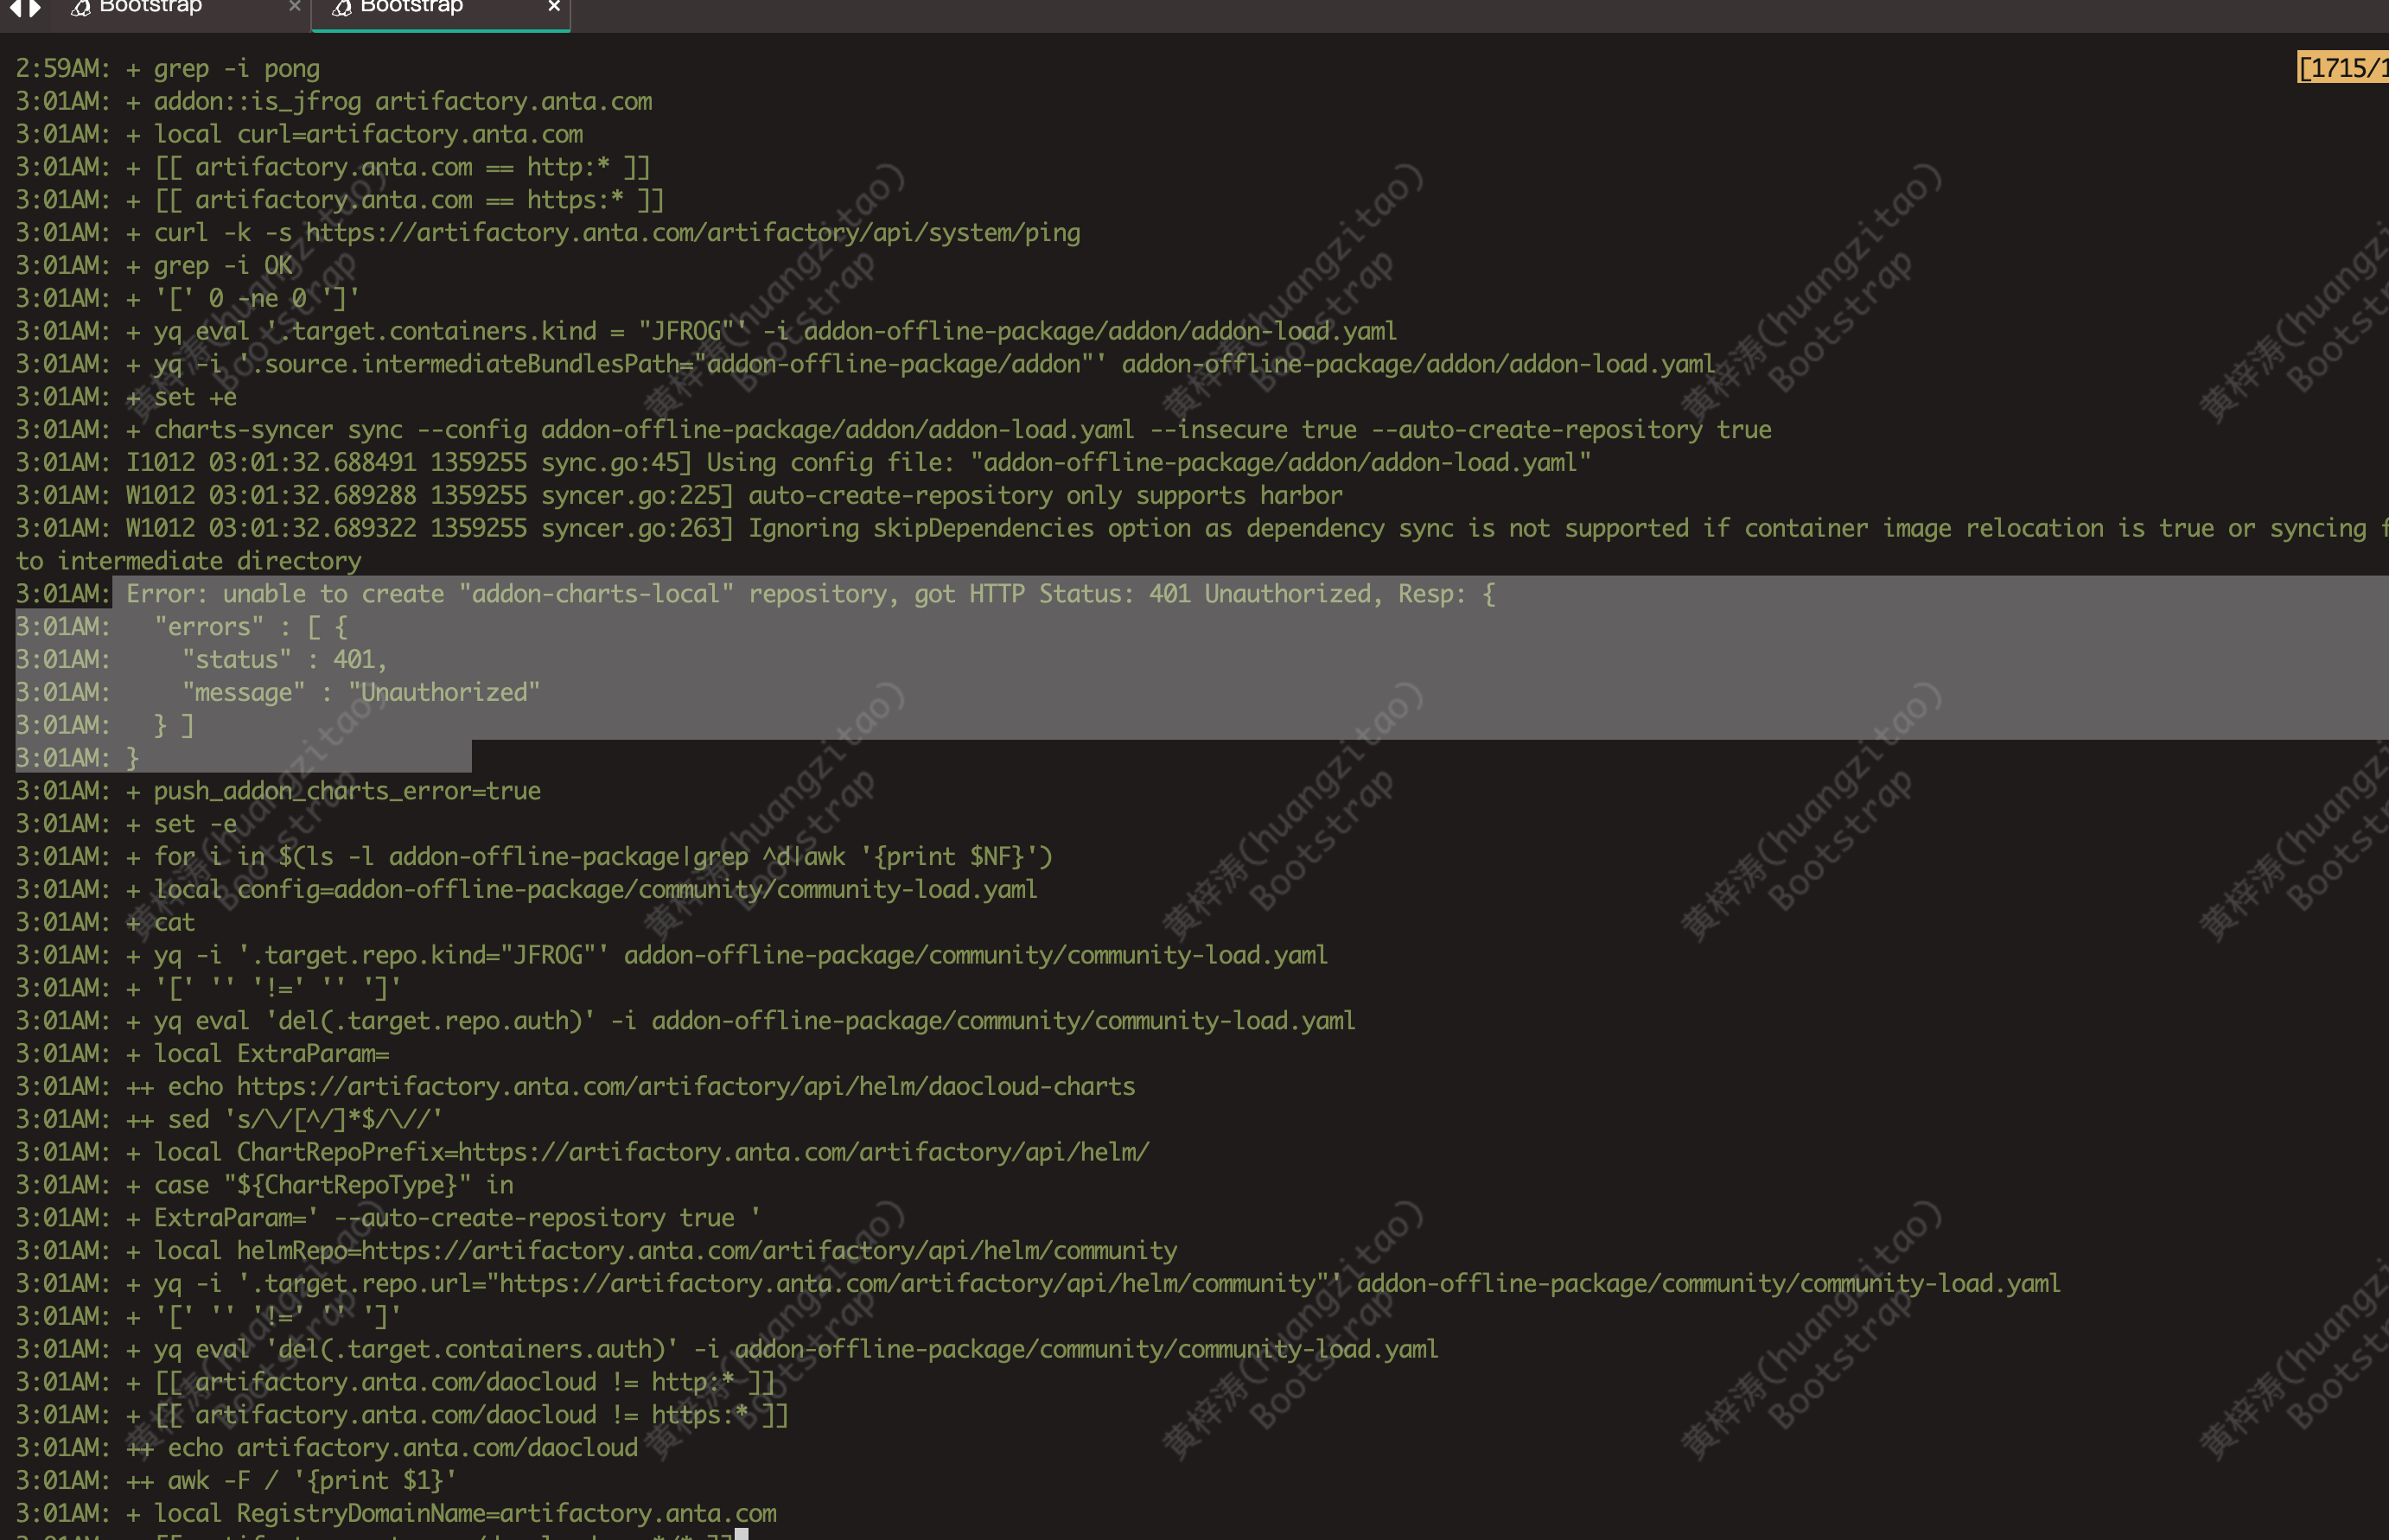 Bootstrap × Bootstrap ×
2:59AM: + grep -i pong [1715/1
3:01AM: + addon::is_jfrog artifactory.anta.com
3:01AM: + local curl=artifactory.anta.com
3:01AM: + [[ artifactory.anta.com == http:* ]]
3:01AM: + [[ artifactory.anta.com == https:* ]]
3:01AM: + curl -k -s https://artifactory.anta.com/artifactory/api/system/ping
3:01AM: + grep -i OK
3:01AM: + '[' 0 -ne 0 ']'
3:01AM: + yq eval '.target.containers.kind = "JFROG"' -i addon-offline-package/addon/addon-load.yaml
3:01AM: + yq -i '.source.intermediateBundlesPath="addon-offline-package/addon"' addon-offline-package/addon/addon-load.yaml
3:01AM: + set +e
3:01AM: + charts-syncer sync --config addon-offline-package/addon/addon-load.yaml --insecure true --auto-create-repository true
3:01AM: I1012 03:01:32.688491 1359255 sync.go:45] Using config file: "addon-offline-package/addon/addon-load.yaml"
3:01AM: W1012 03:01:32.689288 1359255 syncer.go:225] auto-create-repository only supports harbor
3:01AM: W1012 03:01:32.689322 1359255 syncer.go:263] Ignoring skipDependencies option as dependency sync is not supported if container image relocation is true or syncing f
to intermediate directory
3:01AM: Error: unable to create "addon-charts-local" repository, got HTTP Status: 401 Unauthorized, Resp: {
3:01AM:   "errors" : [ {
3:01AM:     "status" : 401,
3:01AM:     "message" : "Unauthorized"
3:01AM:   } ]
3:01AM: }
3:01AM: + push_addon_charts_error=true
3:01AM: + set -e
3:01AM: + for i in $(ls -l addon-offline-package|grep ^d|awk '{print $NF}')
3:01AM: + local config=addon-offline-package/community/community-load.yaml
3:01AM: + cat
3:01AM: + yq -i '.target.repo.kind="JFROG"' addon-offline-package/community/community-load.yaml
3:01AM: + '[' '' '!=' '' ']'
3:01AM: + yq eval 'del(.target.repo.auth)' -i addon-offline-package/community/community-load.yaml
3:01AM: + local ExtraParam=
3:01AM: ++ echo https://artifactory.anta.com/artifactory/api/helm/daocloud-charts
3:01AM: ++ sed 's/\/[^/]*$/\//'
3:01AM: + local ChartRepoPrefix=https://artifactory.anta.com/artifactory/api/helm/
3:01AM: + case "${ChartRepoType}" in
3:01AM: + ExtraParam=' --auto-create-repository true '
3:01AM: + local helmRepo=https://artifactory.anta.com/artifactory/api/helm/community
3:01AM: + yq -i '.target.repo.url="https://artifactory.anta.com/artifactory/api/helm/community"' addon-offline-package/community/community-load.yaml
3:01AM: + '[' '' '!=' '' ']'
3:01AM: + yq eval 'del(.target.containers.auth)' -i addon-offline-package/community/community-load.yaml
3:01AM: + [[ artifactory.anta.com/daocloud != http:* ]]
3:01AM: + [[ artifactory.anta.com/daocloud != https:* ]]
3:01AM: ++ echo artifactory.anta.com/daocloud
3:01AM: ++ awk -F / '{print $1}'
3:01AM: + local RegistryDomainName=artifactory.anta.com
黄梓涛(huangzitao)
Bootstrap